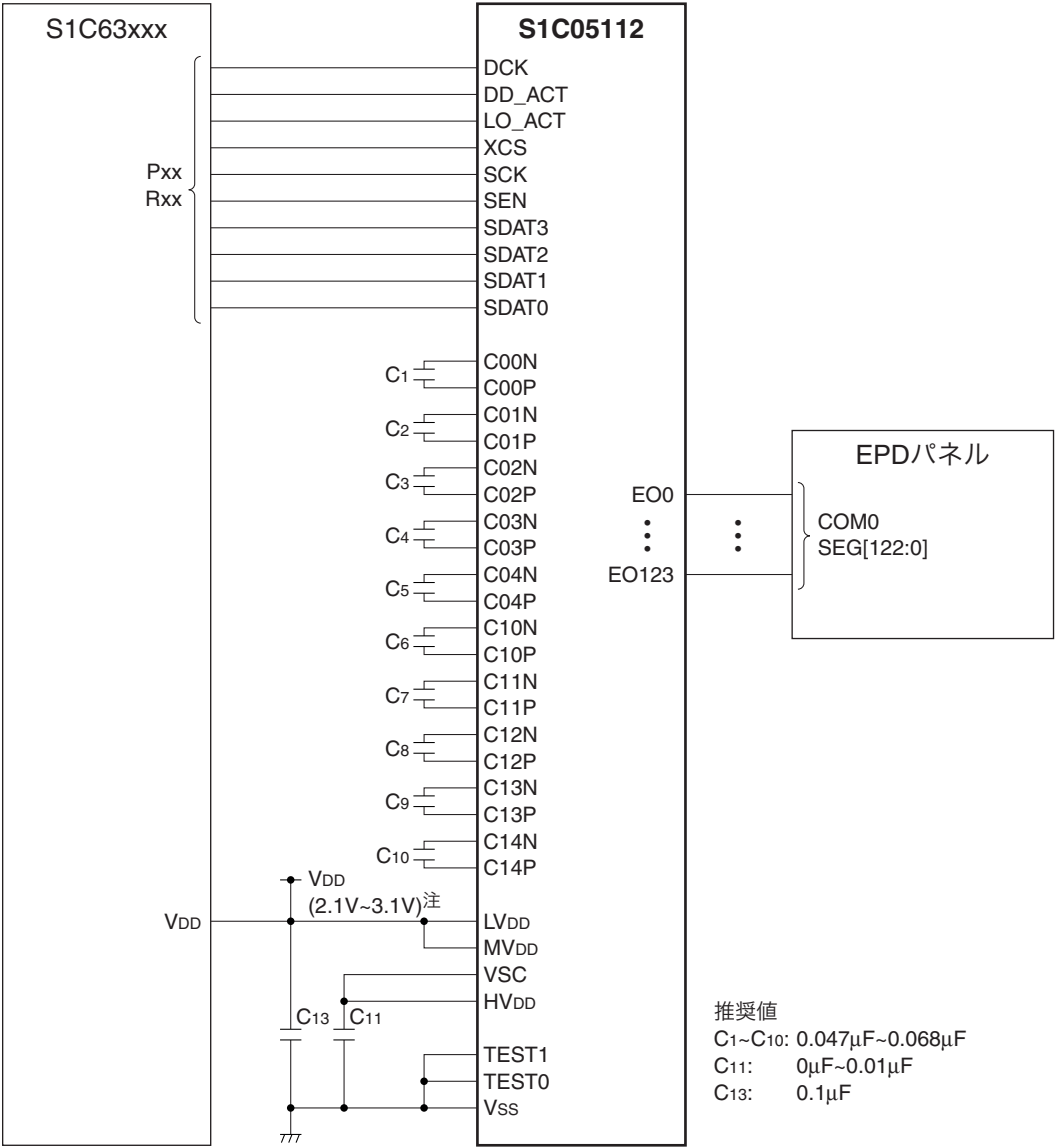 S1C63xxx
S1C05112
DCK
DD_ACT
LO_ACT
XCS
Pxx
SCK
Rxx
SEN
SDAT3
SDAT2
SDAT1
SDAT0
C1
C00N
C00P
C2
C01N
C01P
C3
C02N
C02P
C4
C03N
C03P
C5
C04N
C04P
C6
C10N
C10P
C7
C11N
C11P
C8
C12N
C12P
C9
C13N
C13P
C10
C14N
C14P
EO0
EO123
EPDパネル
COM0
SEG[122:0]
VDD
(2.1V~3.1V)注
VDD
LVDD
MVDD
VSC
HVDD
C13
C11
TEST1
TEST0
VSS
推奨値
C1~C10: 0.047μF~0.068μF
C11: 0μF~0.01μF
C13: 0.1μF